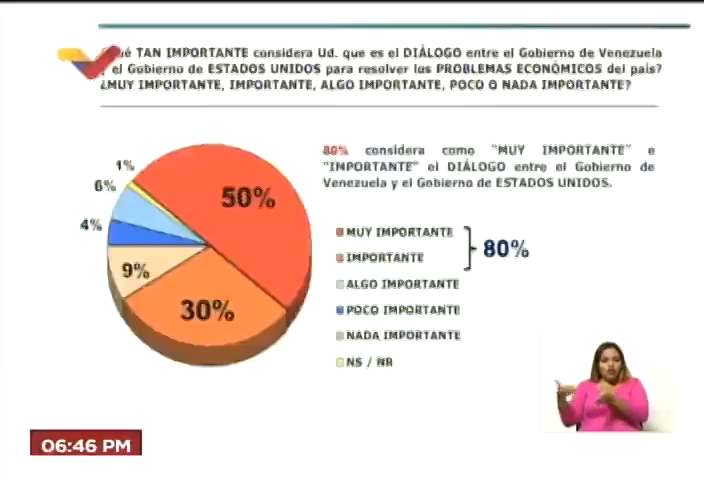 TAN IMPORTANTE considera Ud. que es el DIÁLOGO entre el Gobierno de Venezuela
el Gobierno de ESTADOS UNIDOS para resolver los PROBLEMAS ECONÓMICOS del país?
¿MUY IMPORTANTE, IMPORTANTE, ALGO IMPORTANTE, POCO O NADA IMPORTANTE?
80% considera como "MUY IMPORTANTE" e
"IMPORTANTE" el DIÁLOGO entre el Gobierno de
Venezuela y el Gobierno de ESTADOS UNIDOS.
1%
6%
4%
9%
50%
30%
MUY IMPORTANTE
IMPORTANTE
80%
ALGO IMPORTANTE
POCO IMPORTANTE
NADA IMPORTANTE
NS / NR
06:46 PM